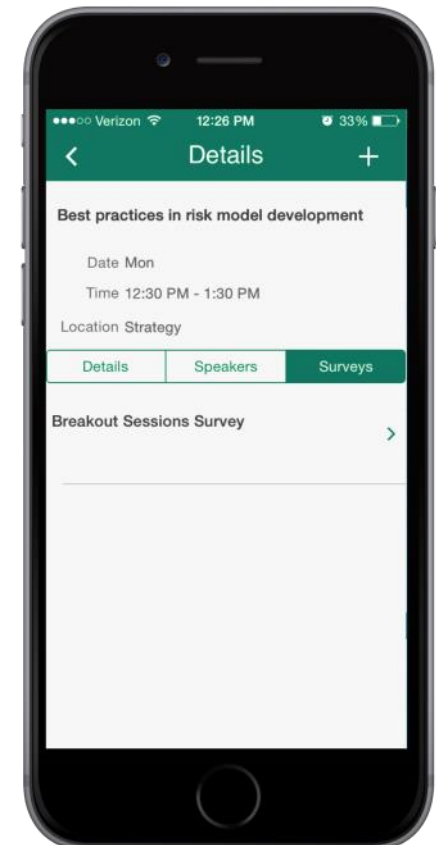 Verizon 12:26 PM 33%
Details
Best practices in risk model development
Date Mon
Time 12:30 PM - 1:30 PM
Location Strategy
Details Speakers Surveys
Breakout Sessions Survey